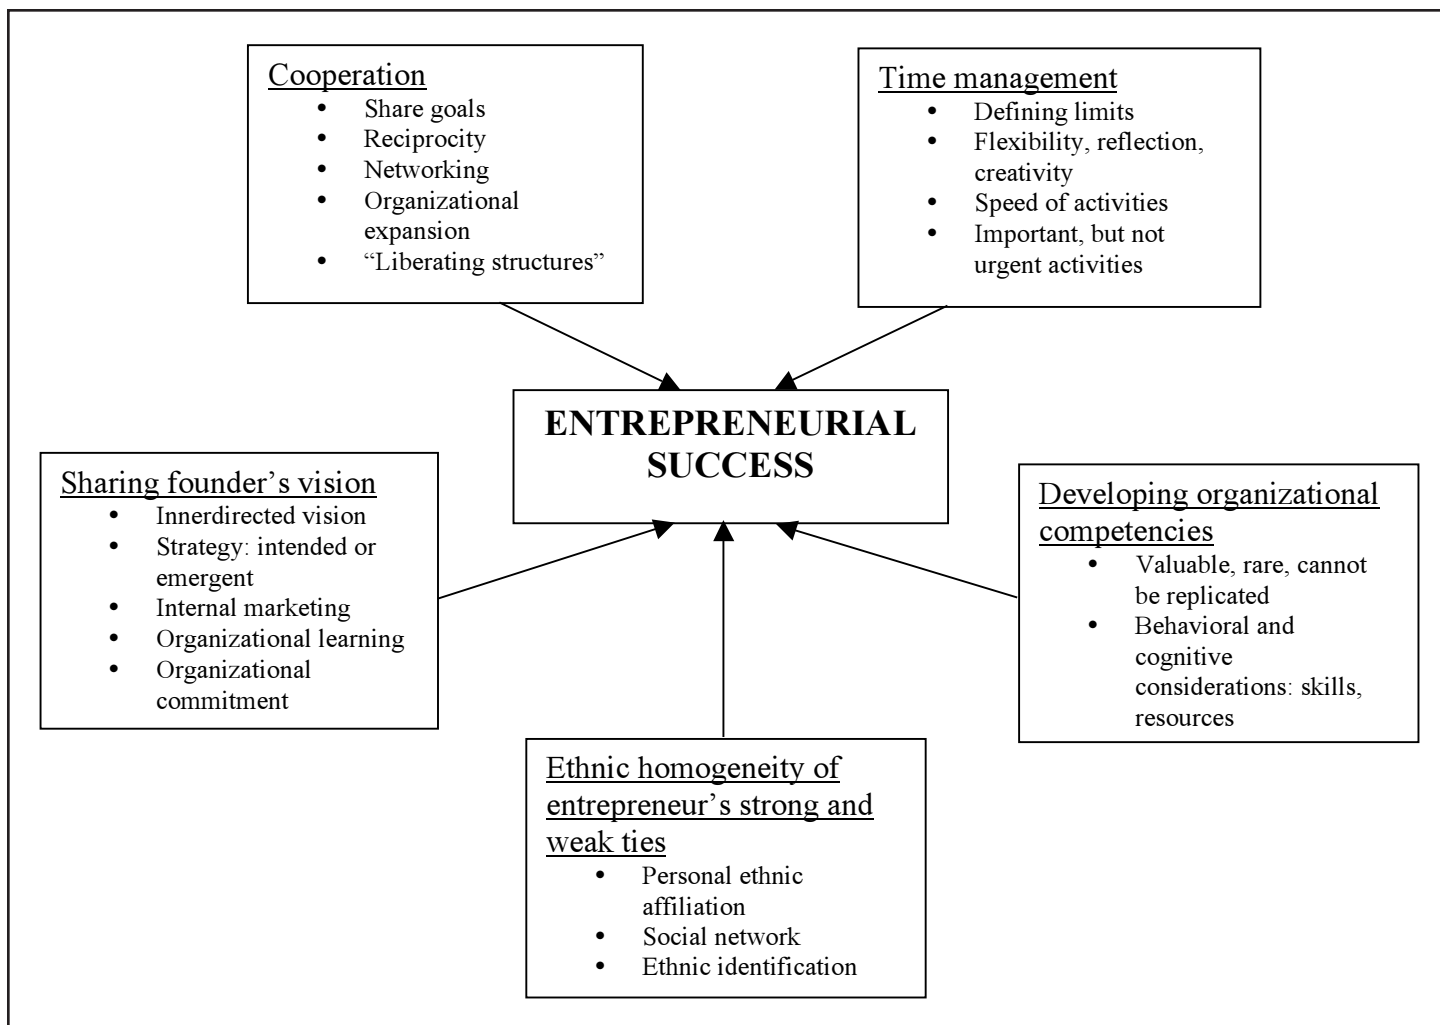 Cooperation
• Share goals
• Reciprocity
• Networking
• Organizational
expansion
• “Liberating structures”
Time management
• Defining limits
• Flexibility, reflection,
creativity
• Speed of activities
• Important, but not
urgent activities
ENTREPRENEURIAL
SUCCESS
Sharing founder’s vision
• Innerdirected vision
• Strategy: intended or
emergent
• Internal marketing
• Organizational learning
• Organizational
commitment
Developing organizational
competencies
• Valuable, rare, cannot
be replicated
• Behavioral and
cognitive
considerations: skills,
resources
Ethnic homogeneity of
entrepreneur’s strong and
weak ties
• Personal ethnic
affiliation
• Social network
• Ethnic identification